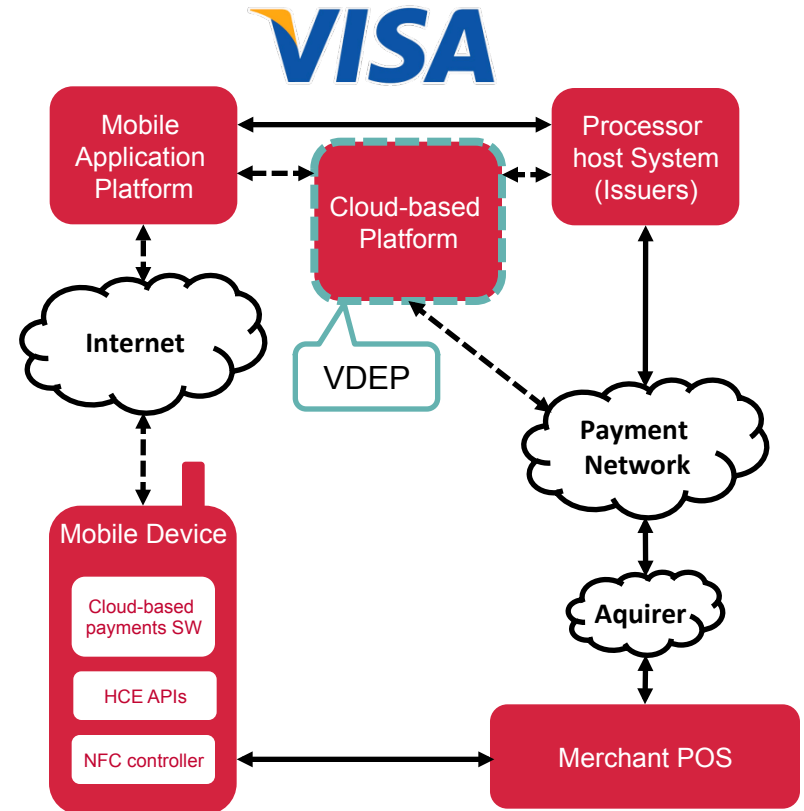 VISA
Mobile
Application
Platform
Processor
host System
(Issuers)
Cloud-based
Platform
Internet
VDEP
Payment
Network
Mobile Device
Cloud-based
payments SW
Aquirer
HCE APIs
NFC controller
Merchant POS